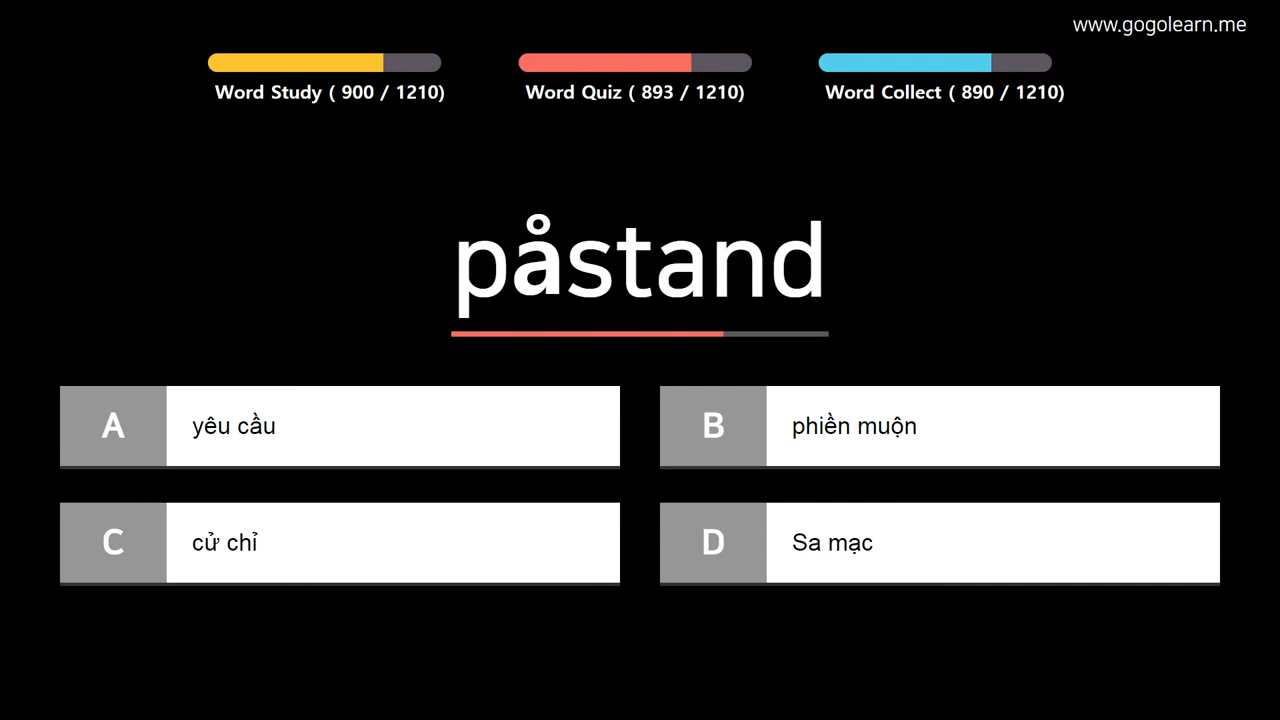 www.gogolearn.me
Word Study ( 900 / 1210)
Word Quiz ( 893 / 1210)
Word Collect ( 890 / 1210)
påstand
A yêu cầu
B phiền muộn
C cử chỉ
D Sa mạc